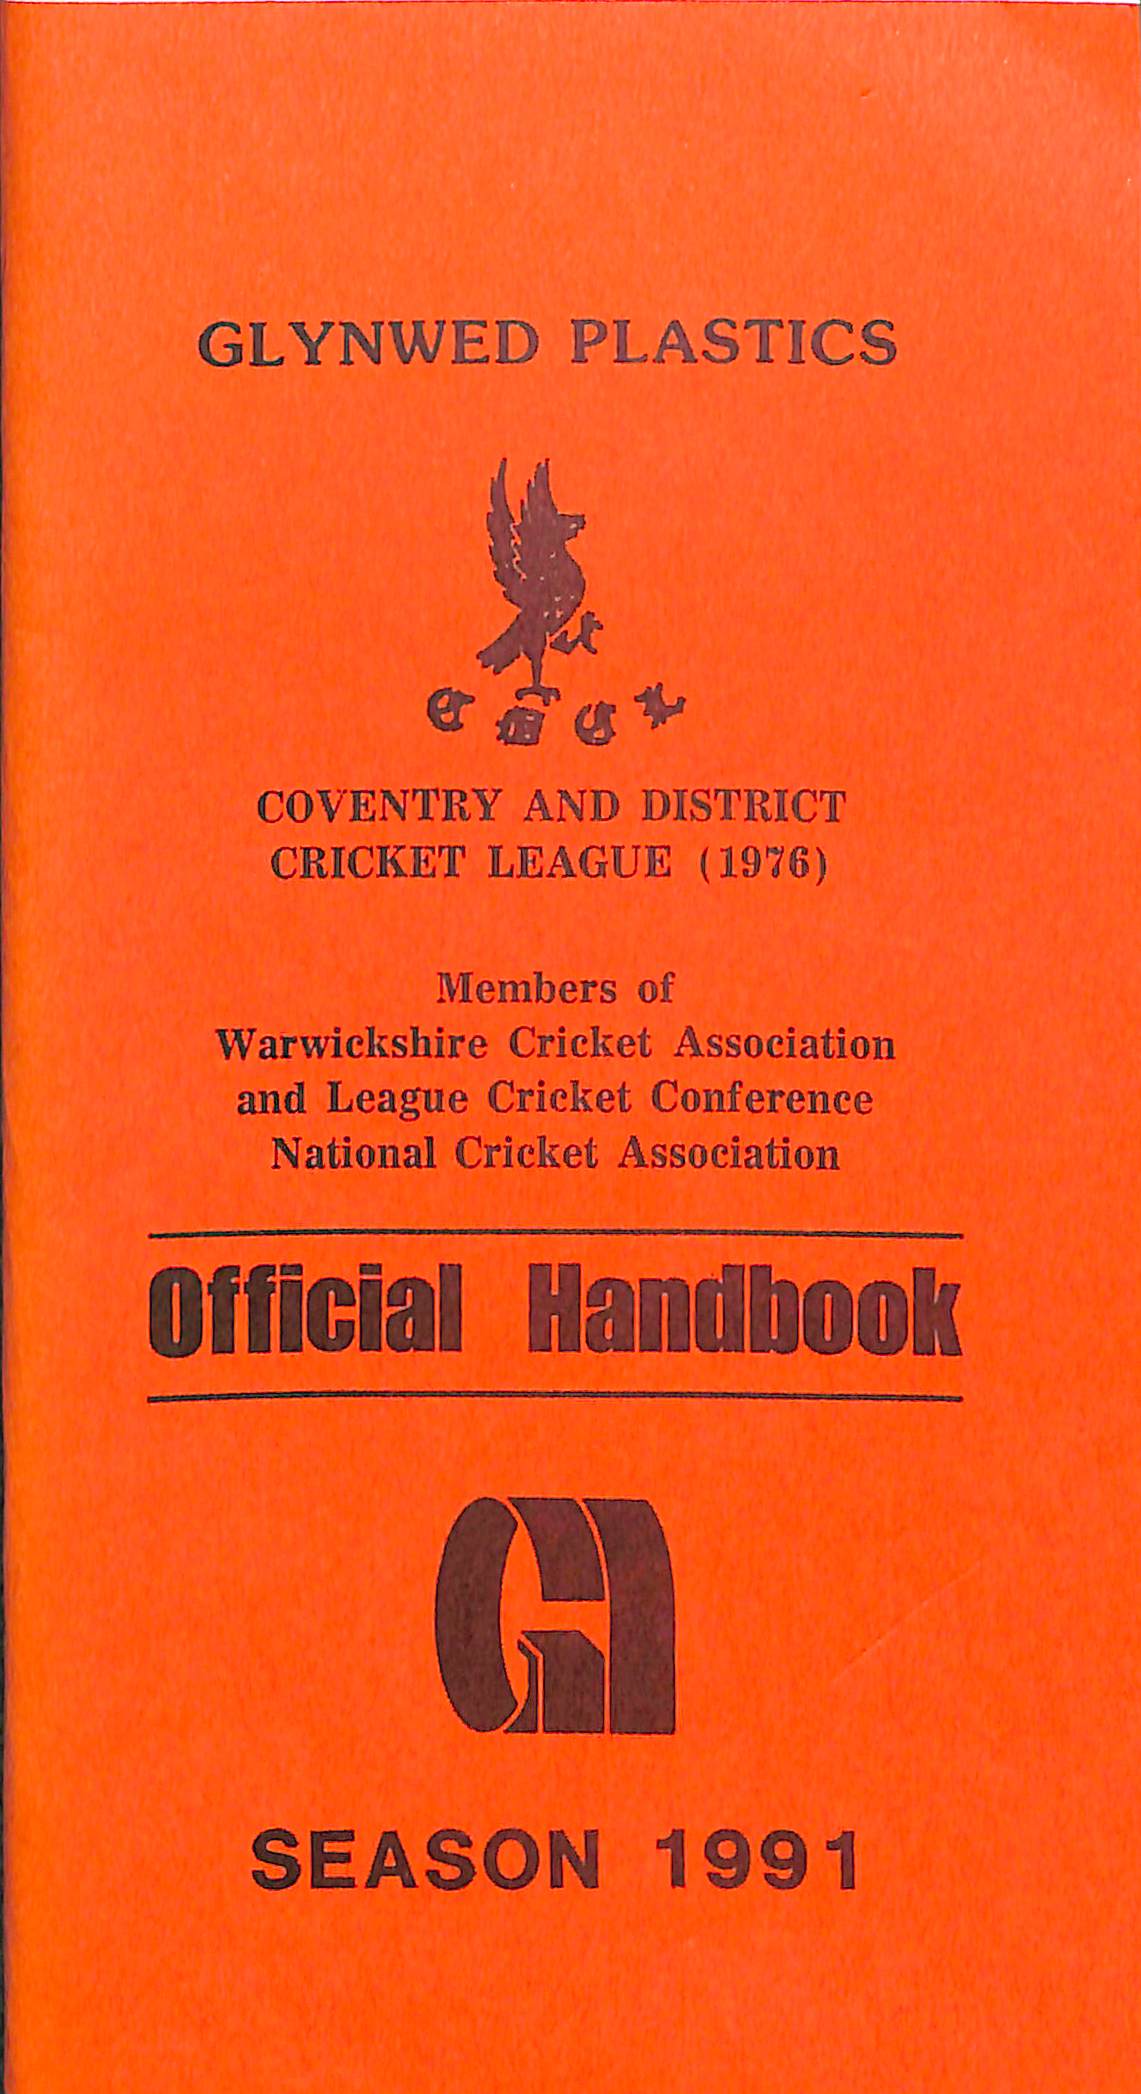 GLYNWED PLASTICS
C D C L
COVENTRY AND DISTRICT
CRICKET LEAGUE (1976)
Members of
Warwickshire Cricket Association
and League Cricket Conference
National Cricket Association
Official Handbook
SEASON 1991